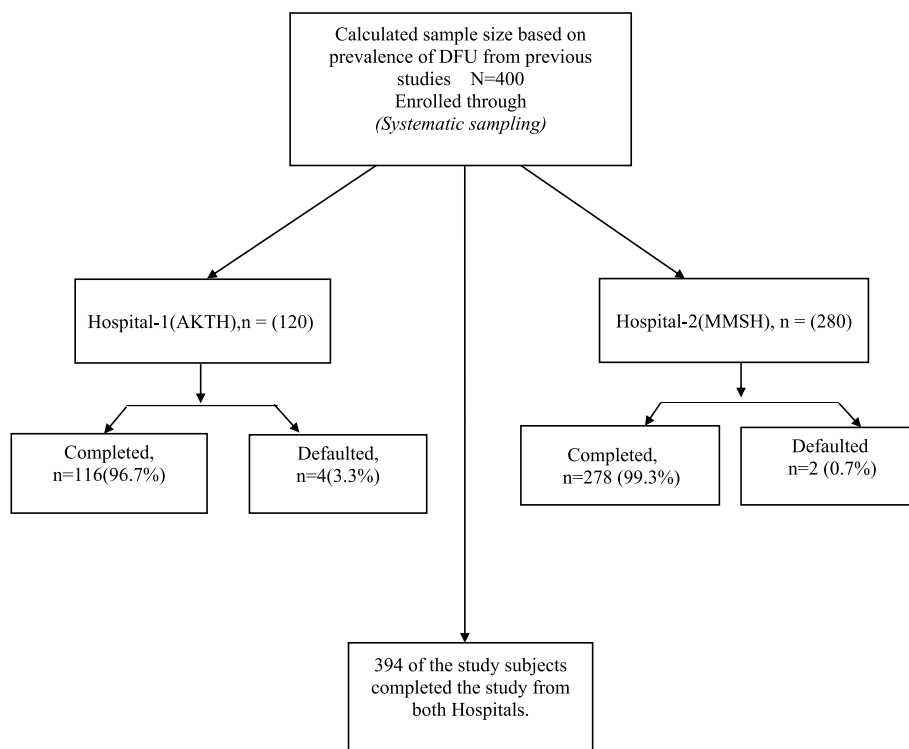 Calculated sample size based on
prevalence of DFU from previous
studies N=400
Enrolled through
(Systematic sampling)
Hospital-1(AKTH),n = (120)
Hospital-2(MMSH), n = (280)
Completed,
n=116(96.7%)
Defaulted,
n=4(3.3%)
Completed,
n=278 (99.3%)
Defaulted
n=2 (0.7%)
394 of the study subjects
completed the study from
both Hospitals.